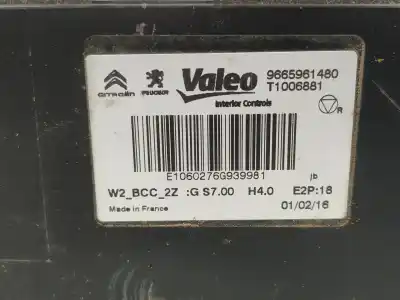 CITROËN PEUGEOT Valeo 9665961480
T1006881
Interior Controls
R
E1060276G939981 jb
W2_BCC_2Z :G S7.00 H4.0 E2P:18
Made in France 01/02/16